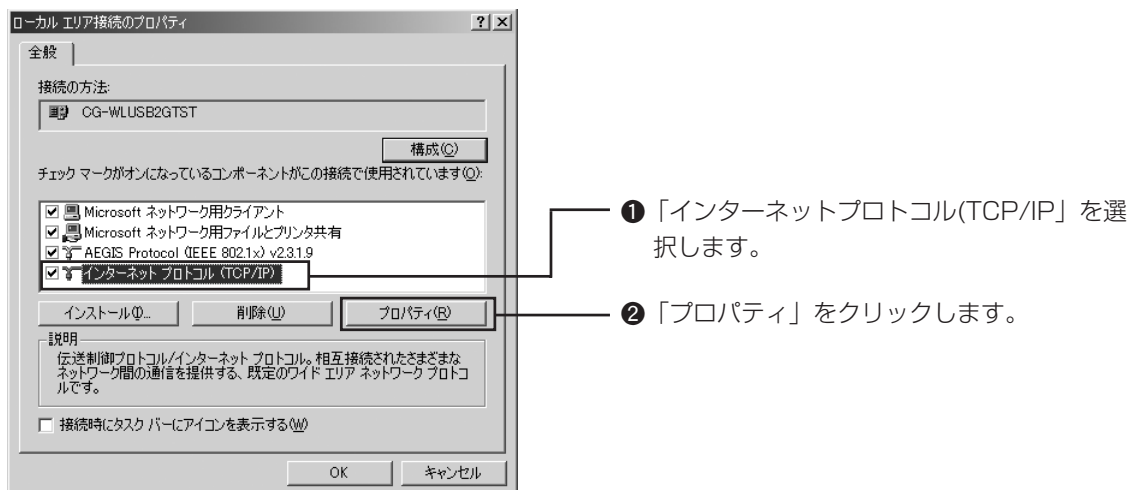 ローカル エリア接続のプロパティ
全般
接続の方法:
CG-WLUSB2GTST
構成(C)
チェック マークがオンになっているコンポーネントがこの接続で使用されています(O):
Microsoft ネットワーク用クライアント
Microsoft ネットワーク用ファイルとプリンタ共有
AEGIS Protocol (IEEE 802.1x) v2.3.1.9
インターネット プロトコル (TCP/IP)
インストール(I)...
削除(U)
プロパティ(R)
説明
伝送制御プロトコル/インターネット プロトコル。相互接続されたさまざまな
ネットワーク間の通信を提供する、既定のワイド エリア ネットワーク プロトコ
ルです。
接続時にタスク バーにアイコンを表示する(W)
OK
キャンセル
❶「インターネットプロトコル(TCP/IP」を選
択します。
❷「プロパティ」をクリックします。